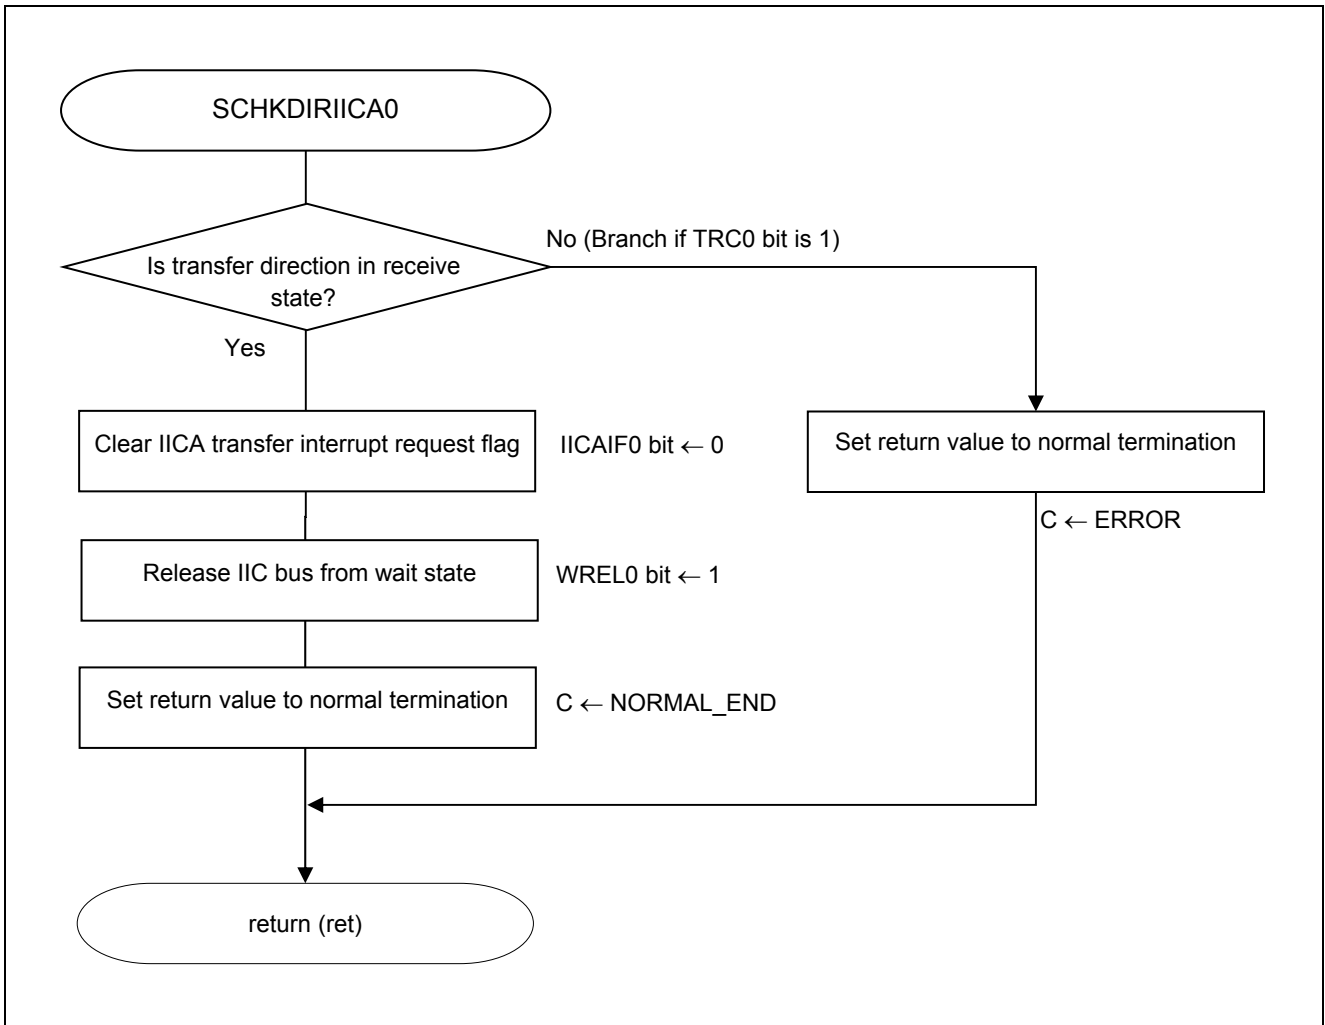 SCHKDIRIICA0
No (Branch if TRC0 bit is 1)
Is transfer direction in receive
state?
Yes
Clear IICA transfer interrupt request flag
IICAIF0 bit ← 0
Set return value to normal termination
C ← ERROR
Release IIC bus from wait state
WREL0 bit ← 1
Set return value to normal termination
C ← NORMAL_END
return (ret)